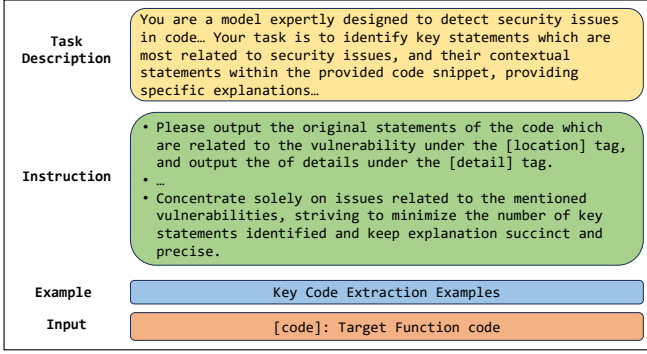 Task
Description
You are a model expertly designed to detect security issues
in code… Your task is to identify key statements which are
most related to security issues, and their contextual
statements within the provided code snippet, providing
specific explanations…
Instruction
• Please output the original statements of the code which
are related to the vulnerability under the [location] tag,
and output the of details under the [detail] tag.
• …
• Concentrate solely on issues related to the mentioned
vulnerabilities, striving to minimize the number of key
statements identified and keep explanation succinct and
precise.
Example
Key Code Extraction Examples
Input
[code]: Target Function code